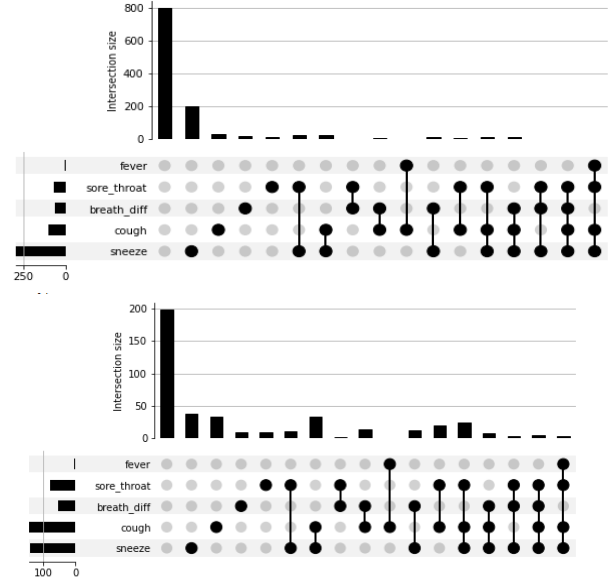 800
600
400
200
0
Intersection size
fever
sore_throat
breath_diff
cough
sneeze
250 0
200
150
100
50
0
Intersection size
fever
sore_throat
breath_diff
cough
sneeze
100 0